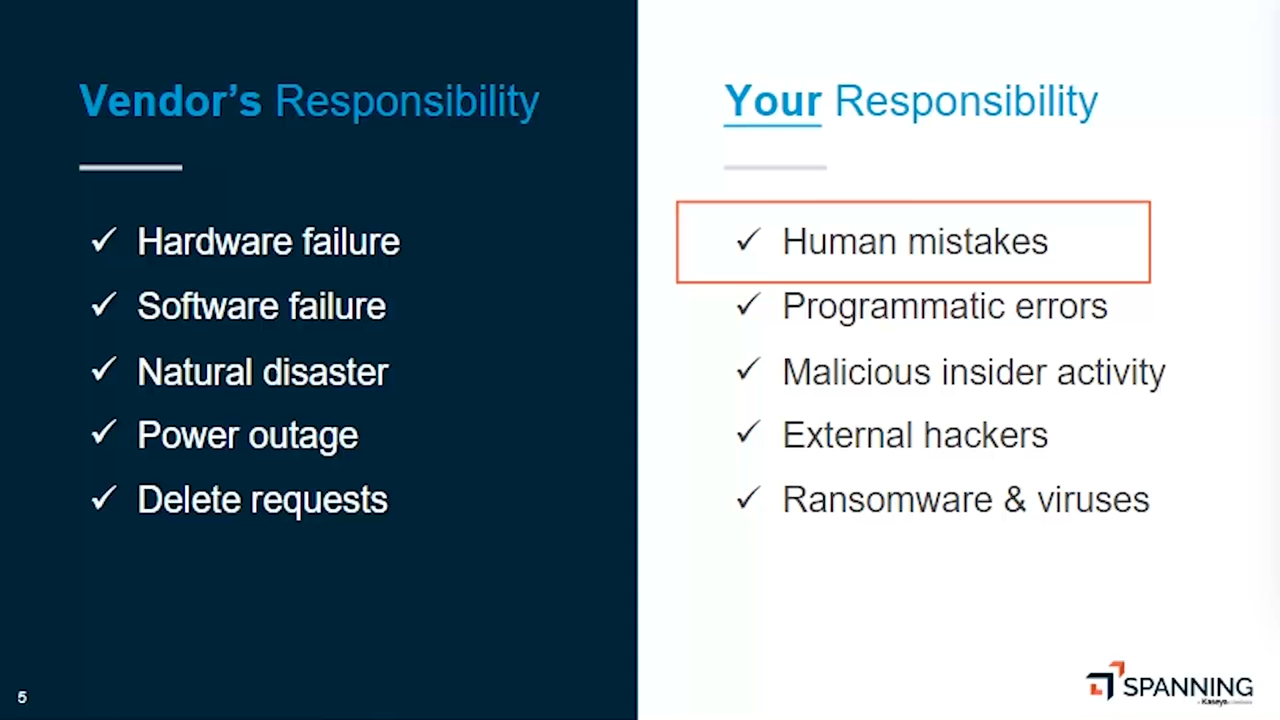 Vendor's Responsibility
Hardware failure
Software failure
Natural disaster
Power outage
Delete requests
Your Responsibility
Human mistakes
Programmatic errors
Malicious insider activity
External hackers
Ransomware & viruses
5
SPANNING
Kaseya